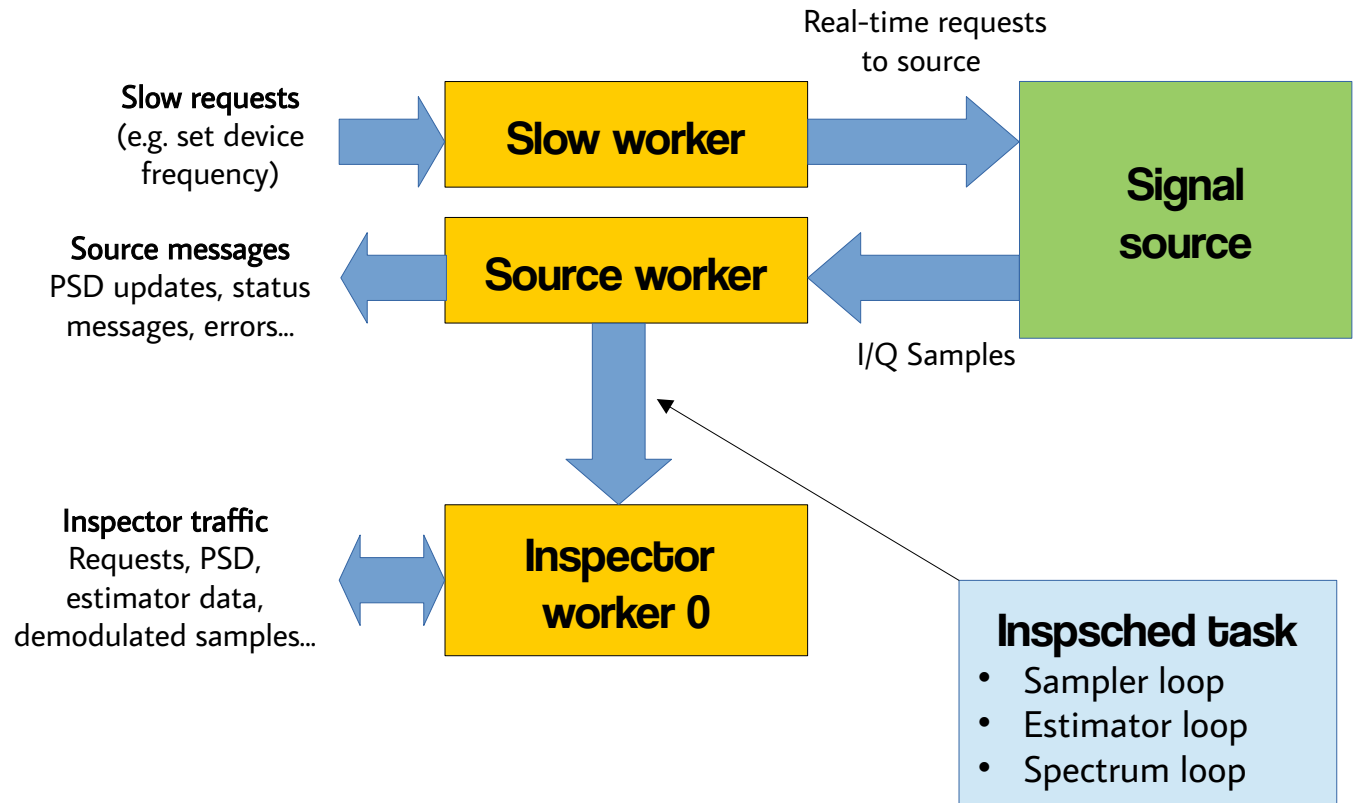 Real-time requests
to source
Slow requests
(e.g. set device
frequency)
Slow worker
Signal
source
Source messages
PSD updates, status
messages, errors...
Source worker
I/Q Samples
Inspector traffic
Requests, PSD,
estimator data,
demodulated samples...
Inspector
worker 0
Inspsched task
• Sampler loop
• Estimator loop
• Spectrum loop